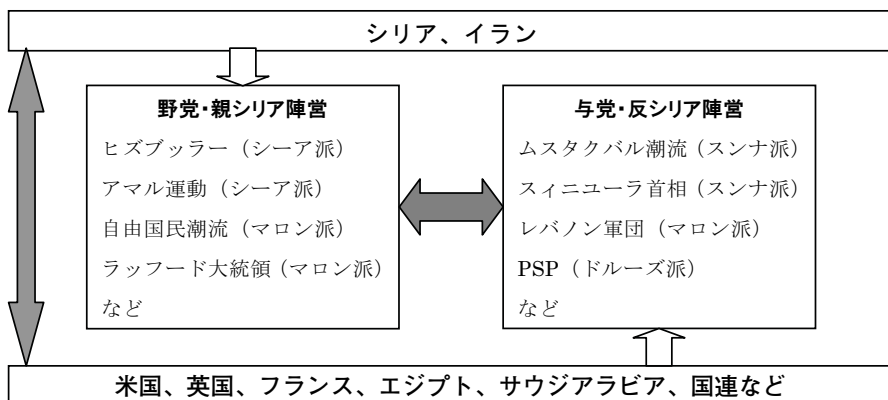 シリア、イラン
野党・親シリア陣営
ヒズブッラー（シーア派）
アマル運動（シーア派）
自由国民潮流（マロン派）
ラッフード大統領（マロン派）
など
与党・反シリア陣営
ムスタクバル潮流（スンナ派）
スィニユーラ首相（スンナ派）
レバノン軍団（マロン派）
PSP（ドルーズ派）
など
米国、英国、フランス、エジプト、サウジアラビア、国連など